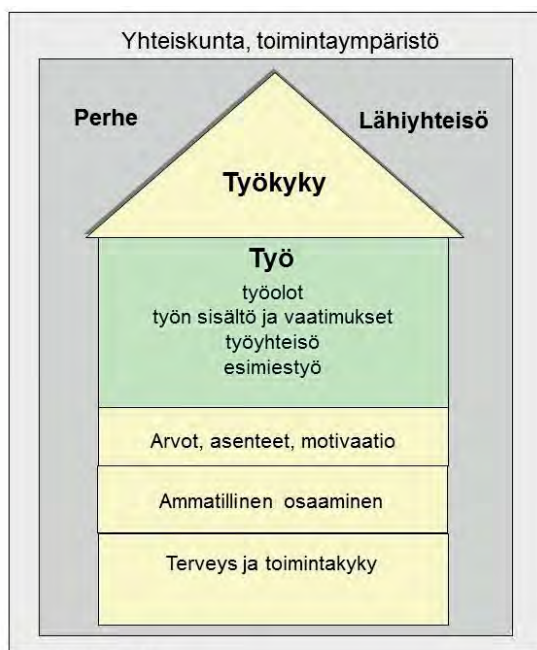 Yhteiskunta, toimintaympäristö
Perhe
Lähiyhteisö
Työkyky
Työ
työolot
työn sisältö ja vaatimukset
työyhteisö
esimiestyö
Arvot, asenteet, motivaatio
Ammatillinen osaaminen
Terveys ja toimintakyky